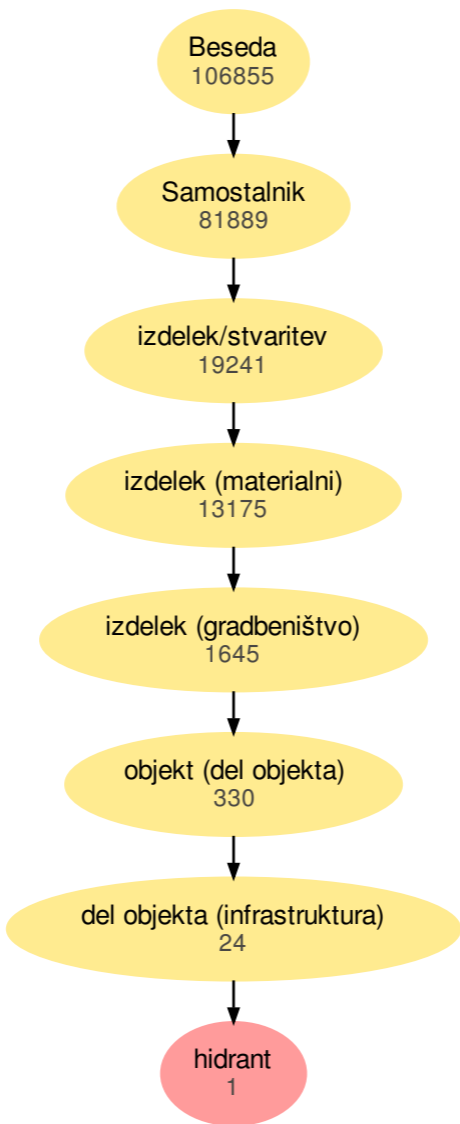 Beseda
106855
Samostalnik
81889
izdelek/stvaritev
19241
izdelek (materialni)
13175
izdelek (gradbeništvo)
1645
objekt (del objekta)
330
del objekta (infrastruktura)
24
hidrant
1